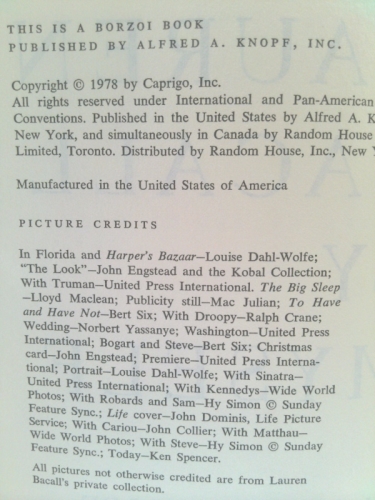 THIS IS A BORZOI BOOK
PUBLISHED BY ALFRED A. KNOPF, INC.
Copyright © 1978 by Caprigo, Inc.
All rights reserved under International and Pan-American
Conventions. Published in the United States by Alfred A. K
New York, and simultaneously in Canada by Random House
Limited, Toronto. Distributed by Random House, Inc., New Y
Manufactured in the United States of America
PICTURE CREDITS
In Florida and Harper's Bazaar—Louise Dahl-Wolfe;
"The Look"—John Engstead and the Kobal Collection;
With Truman—United Press International. The Big Sleep
—Lloyd Maclean; Publicity still—Mac Julian; To Have
and Have Not—Bert Six; With Droopy—Ralph Crane;
Wedding—Norbert Yassanye; Washington—United Press
International; Bogart and Steve—Bert Six; Christmas
card—John Engstead; Premiere—United Press Interna-
tional; Portrait—Louise Dahl-Wolfe; With Sinatra—
United Press International; With Kennedys—Wide World
Photos; With Robards and Sam—Hy Simon © Sunday
Feature Sync.; Life cover—John Dominis, Life Picture
Service; With Cariou—John Collier; With Matthau—
Wide World Photos; With Steve—Hy Simon © Sunday
Feature Sync.; Today—Ken Spencer.
All pictures not otherwise credited are from Lauren
Bacall's private collection.